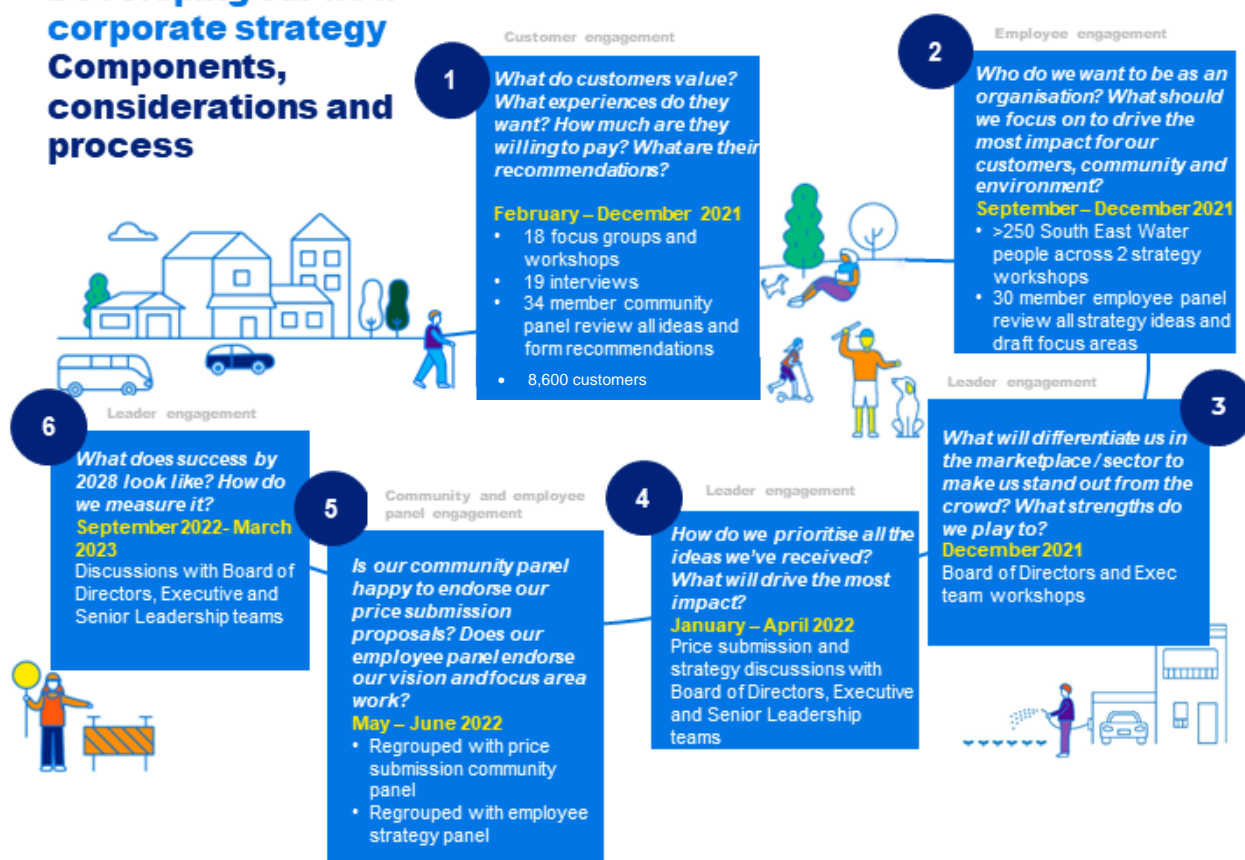 corporate strategy
Components,
considerations and
process
Customer engagement
1
What do customers value?
What experiences do they
want? How much are they
willing to pay? What are their
recommendations?
February – December 2021
• 18 focus groups and
workshops
• 19 interviews
• 34 member community
panel review all ideas and
form recommendations
• 8,600 customers
Employee engagement
2
Who do we want to be as an
organisation? What should
we focus on to drive the
most impact for our
customers, community and
environment?
September – December 2021
• >250 South East Water
people across 2 strategy
workshops
• 30 member employee panel
review all strategy ideas and
draft focus areas
Leader engagement
3
What will differentiate us in
the marketplace / sector to
make us stand out from the
crowd? What strengths do
we play to?
December 2021
Board of Directors and Exec
team workshops
Leader engagement
4
How do we prioritise all the
ideas we've received?
What will drive the most
impact?
January – April 2022
Price submission and
strategy discussions with
Board of Directors, Executive
and Senior Leadership
teams
Community and employee
panel engagement
5
Is our community panel
happy to endorse our
price submission
proposals? Does our
employee panel endorse
our vision and focus area
work?
May – June 2022
• Regrouped with price
submission community
panel
• Regrouped with employee
strategy panel
Leader engagement
6
What does success by
2028 look like? How do
we measure it?
September 2022- March
2023
Discussions with Board of
Directors, Executive and
Senior Leadership teams